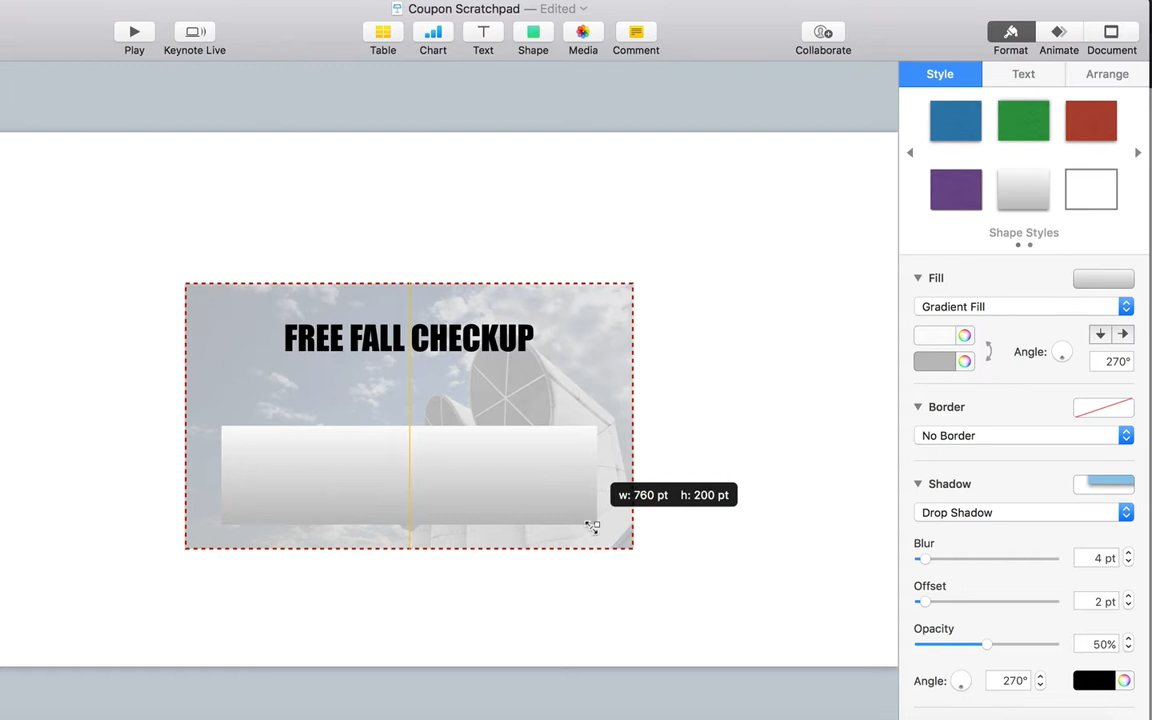 Coupon Scratchpad — Edited
Play
Keynote Live
Table
Chart
Text
Shape
Media
Comment
Collaborate
Format
Animate
Document
Style
Text
Arrange
Shape Styles
Fill
Gradient Fill
Angle:
270°
Border
No Border
Shadow
Drop Shadow
Blur
4 pt
Offset
2 pt
Opacity
50%
Angle:
270°
FREE FALL CHECKUP
w: 760 pt h: 200 pt